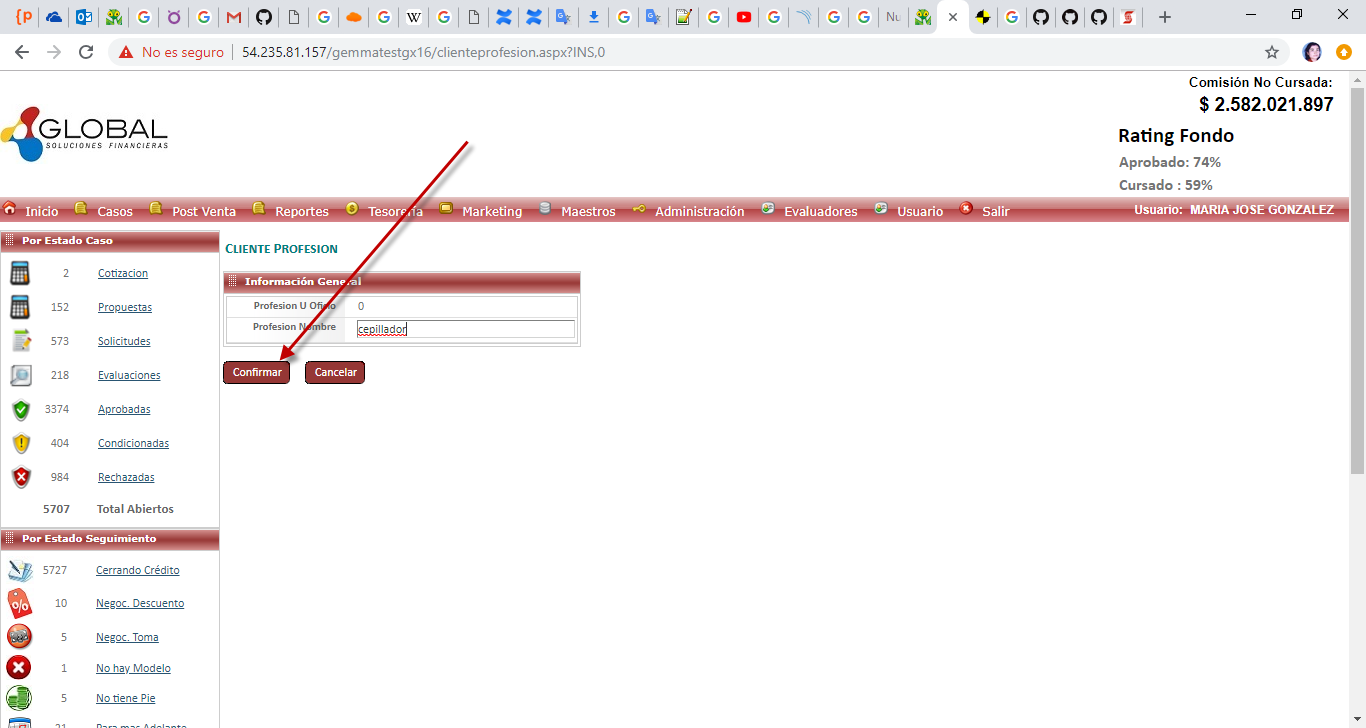 No es seguro
54.235.81.157/gemmatestgx16/clienteprofesion.aspx?INS,0
GLOBAL
SOLUCIONES FINANCIERAS
Comisión No Cursada:
$ 2.582.021.897
Rating Fondo
Aprobado: 74%
Cursado : 59%
Inicio Casos Post Venta Reportes Tesorería Marketing Maestros Administración Evaluadores Usuario Salir Usuario: MARIA JOSE GONZALEZ
Por Estado Caso
2 Cotizacion
152 Propuestas
573 Solicitudes
218 Evaluaciones
3374 Aprobadas
404 Condicionadas
984 Rechazadas
5707 Total Abiertos
Por Estado Seguimiento
5727 Cerrando Crédito
10 Negoc. Descuento
5 Negoc. Toma
1 No hay Modelo
5 No tiene Pie
21 Para mas Adelante
CLIENTE PROFESION
Información General
Profesion U Oficio 0
Profesion Nombre cepillador
Confirmar Cancelar